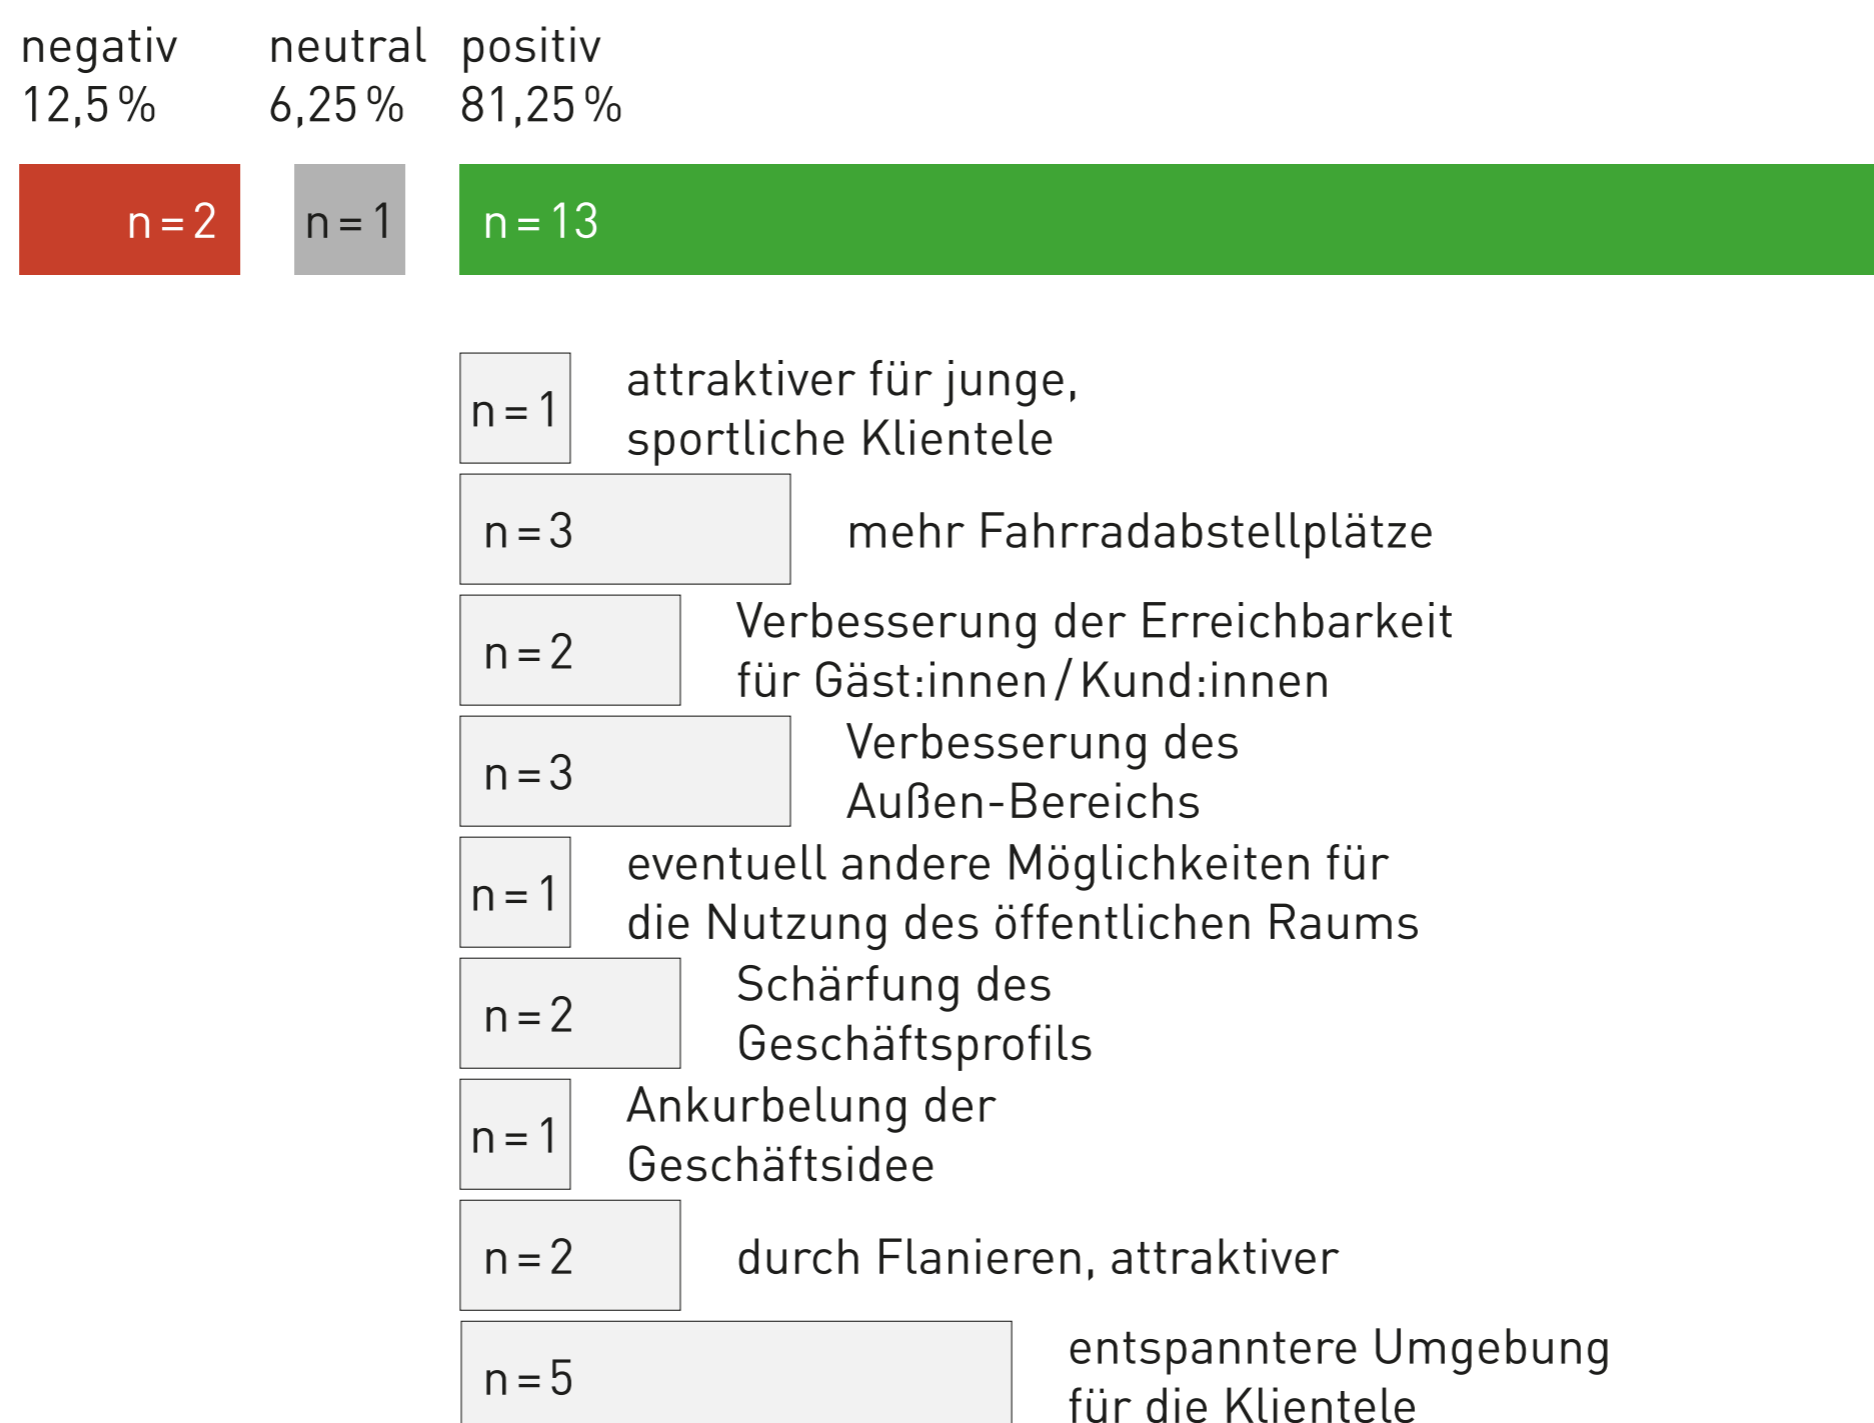 negativ neutral positiv
12,5 % 6,25 % 81,25 %
n = 2 n = 1 n = 13
n = 1
attraktiver für junge,
sportliche Klientele
n = 3 mehr Fahrradabstellplätze
n = 2
Verbesserung der Erreichbarkeit
für Gäst:innen / Kund:innen
n = 3
Verbesserung des
Außen-Bereichs
n = 1
eventuell andere Möglichkeiten für
die Nutzung des öffentlichen Raums
n = 2
Schärfung des
Geschäftsprofils
n = 1
Ankurbelung der
Geschäftsidee
n = 2 durch Flanieren, attraktiver
n = 5
entspanntere Umgebung
für die Klientele